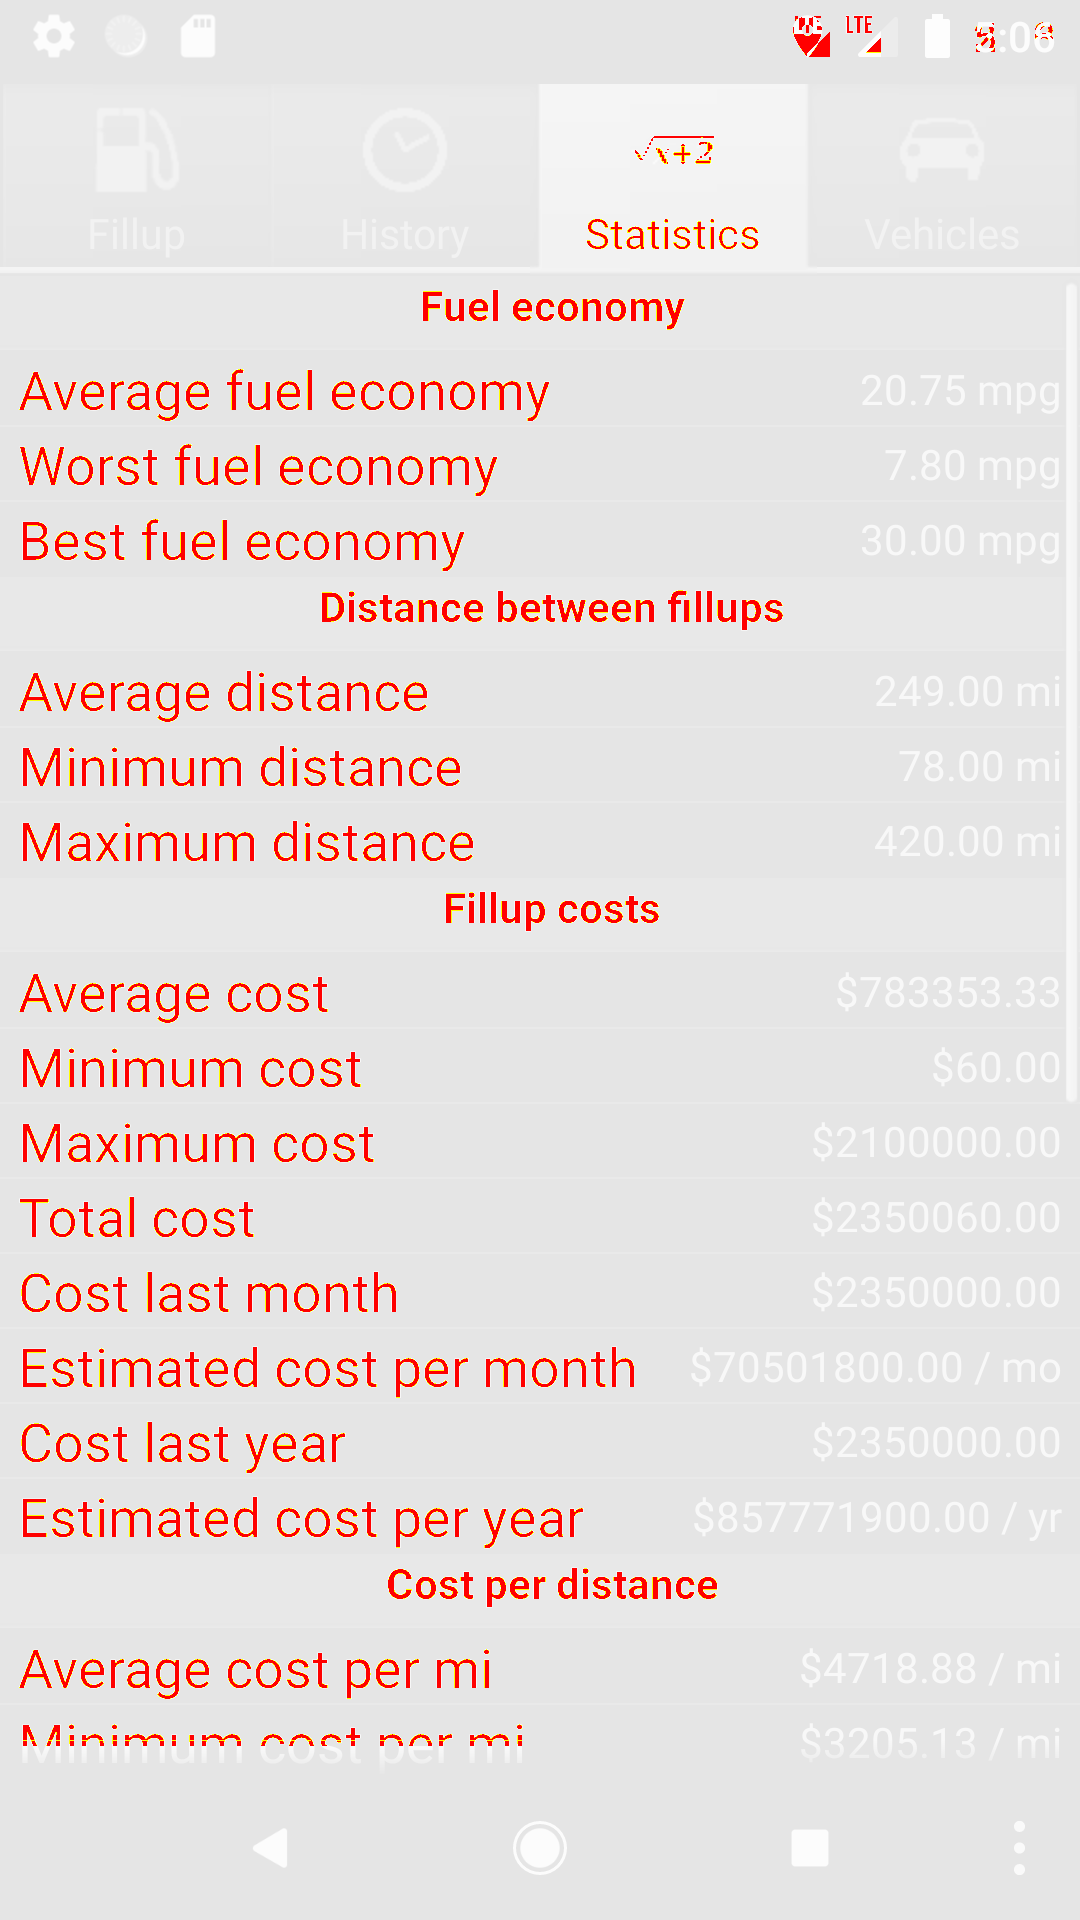 LTE LTE
Fillup History √x+2 Statistics Vehicles
Fuel economy
Average fuel economy 20.75 mpg
Worst fuel economy 7.80 mpg
Best fuel economy 30.00 mpg
Distance between fillups
Average distance 249.00 mi
Minimum distance 78.00 mi
Maximum distance 420.00 mi
Fillup costs
Average cost $783353.33
Minimum cost $60.00
Maximum cost $2100000.00
Total cost $2350060.00
Cost last month $2350000.00
Estimated cost per month $70501800.00 / mo
Cost last year $2350000.00
Estimated cost per year $857771900.00 / yr
Cost per distance
Average cost per mi $4718.88 / mi
Minimum cost per mi $3205.13 / mi